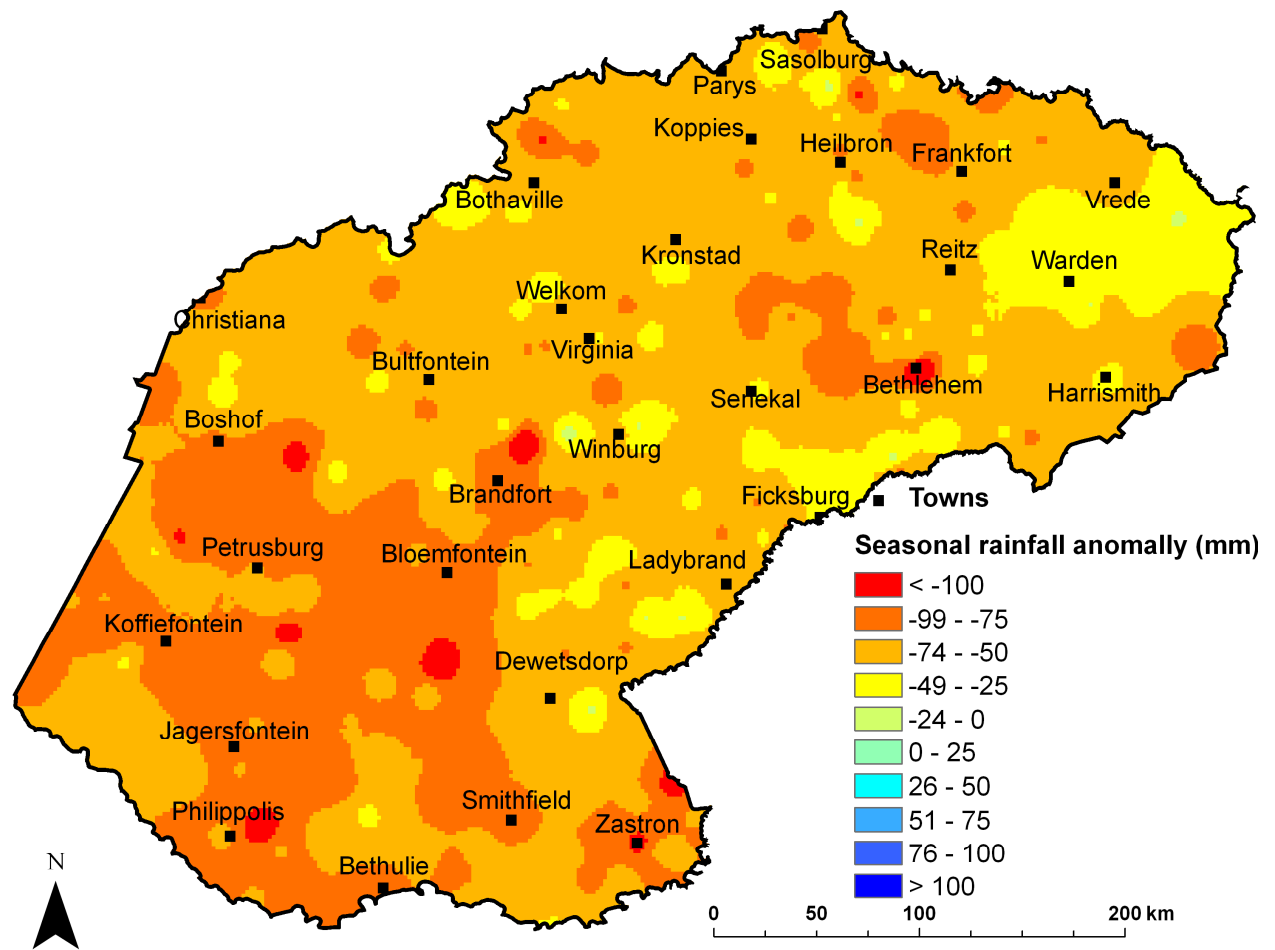 Sasolburg
Parys
Koppies
Heilbron
Frankfort
Bothaville
Vrede
Kronstad
Reitz
Warden
Welkom
Christiana
Virginia
Bultfontein
Bethlehem
Harrismith
Senekal
Boshof
Winburg
Brandfort
Ficksburg
Towns
Petrusburg
Bloemfontein
Ladybrand
Seasonal rainfall anomally (mm)
< -100
-99 - -75
-74 - -50
-49 - -25
-24 - 0
0 - 25
26 - 50
51 - 75
76 - 100
> 100
Koffiefontein
Dewetsdorp
Jagersfontein
Philippolis
Smithfield
Zastron
Bethulie
N
0 50 100 200 km